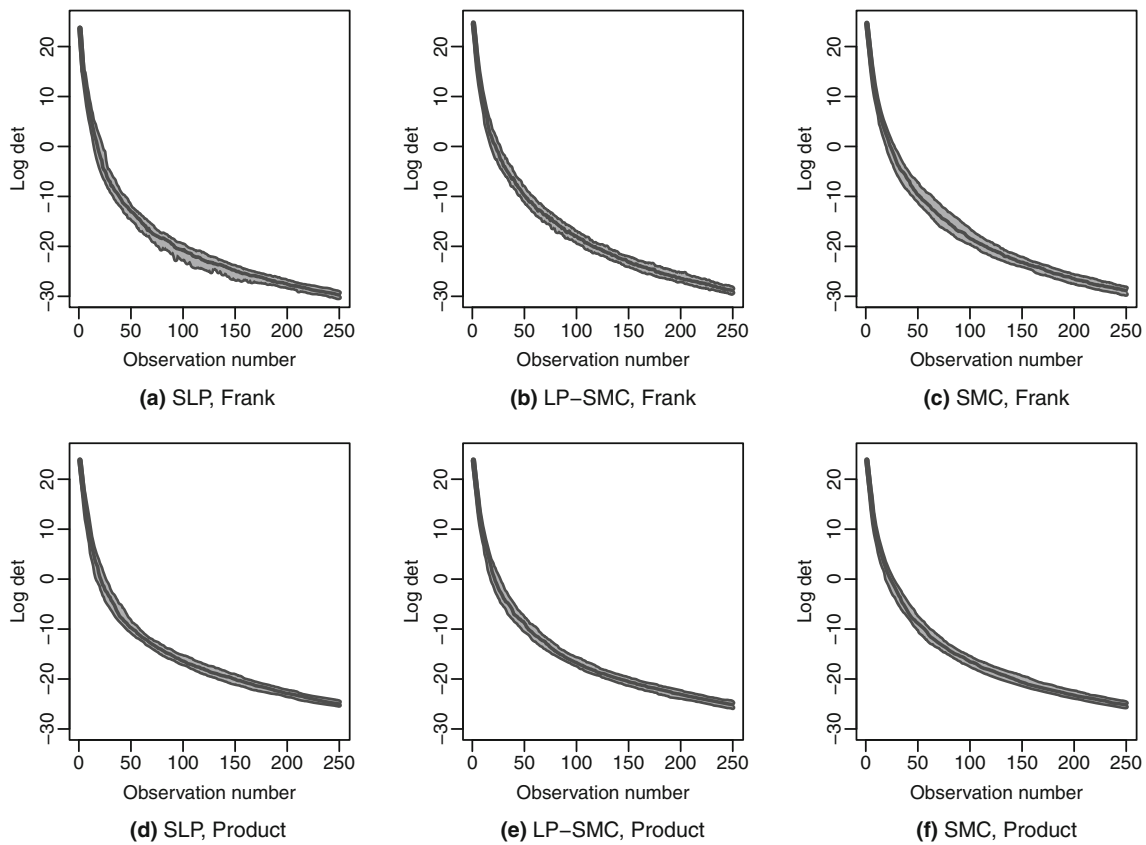 20
10
0
−10
−20
−30
Log det
0 50 100 150 200 250
Observation number
(a) SLP, Frank
20
10
0
−10
−20
−30
Log det
0 50 100 150 200 250
Observation number
(b) LP−SMC, Frank
20
10
0
−10
−20
−30
Log det
0 50 100 150 200 250
Observation number
(c) SMC, Frank
20
10
0
−10
−20
−30
Log det
0 50 100 150 200 250
Observation number
(d) SLP, Product
20
10
0
−10
−20
−30
Log det
0 50 100 150 200 250
Observation number
(e) LP−SMC, Product
20
10
0
−10
−20
−30
Log det
0 50 100 150 200 250
Observation number
(f) SMC, Product